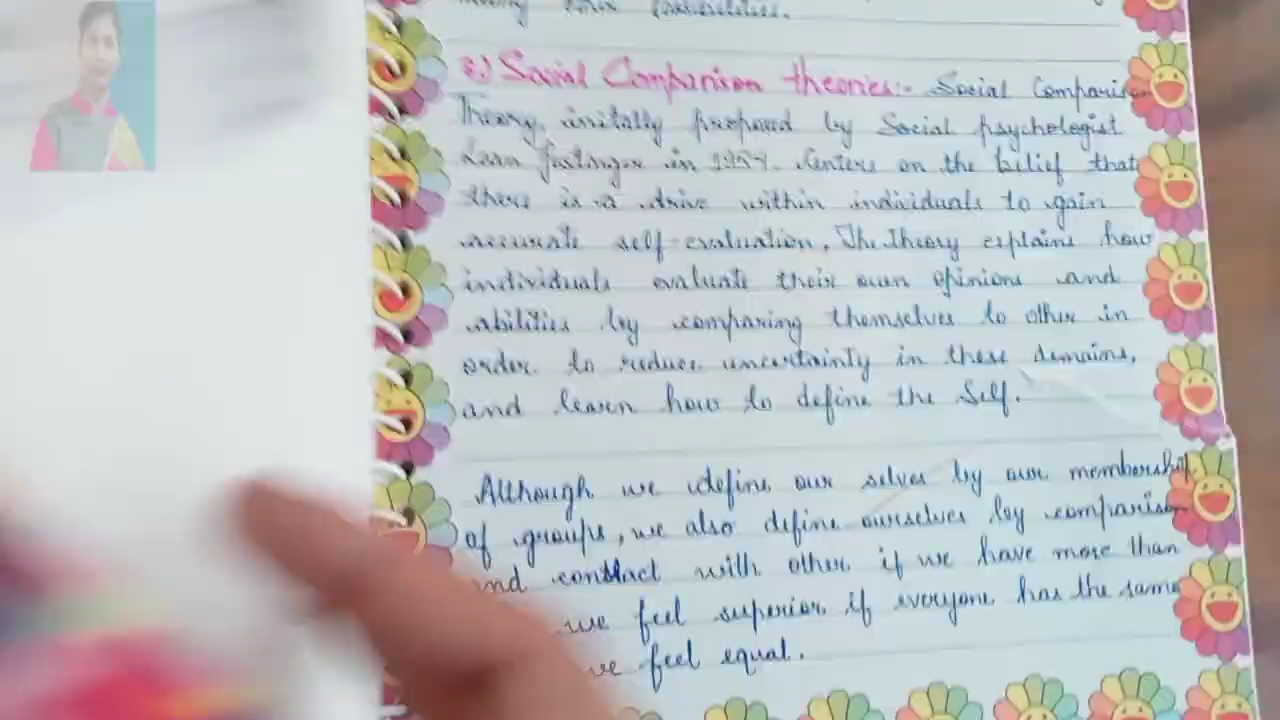 3.) Social Comparison theories:- Social Comparison
Theory, initally proposed by Social psychologist
Leon festinger in 1954. Centers on the belief that
there is a drive within individuals to gain
accurate self-evaluation. The Theory explains how
individuals evaluate their own opinions and
abilities by comparing themselves to other in
order to reduce uncertainty in these domains,
and learn how to define the Self.
Although we define our selves by our membership
of groups, we also define ourselves by comparison
and contact with other if we have more than
we feel superior if everyone has the same
we feel equal.